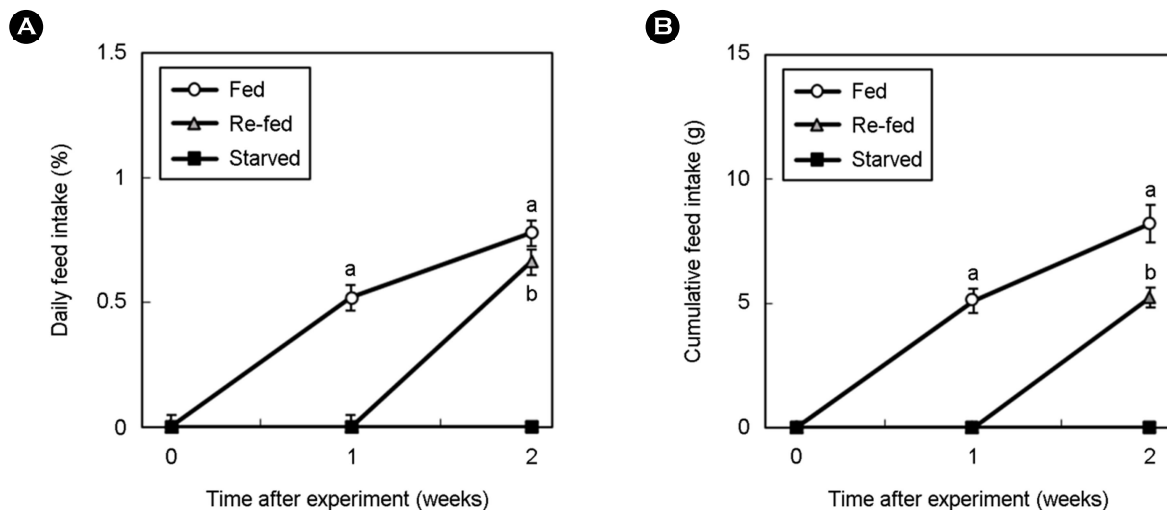 A
Daily feed intake (%)
1.5
1
0.5
0
Fed
Re-fed
Starved
a
a
b
0 1 2
Time after experiment (weeks)
B
Cumulative feed intake (g)
15
10
5
0
Fed
Re-fed
Starved
a
a
b
0 1 2
Time after experiment (weeks)